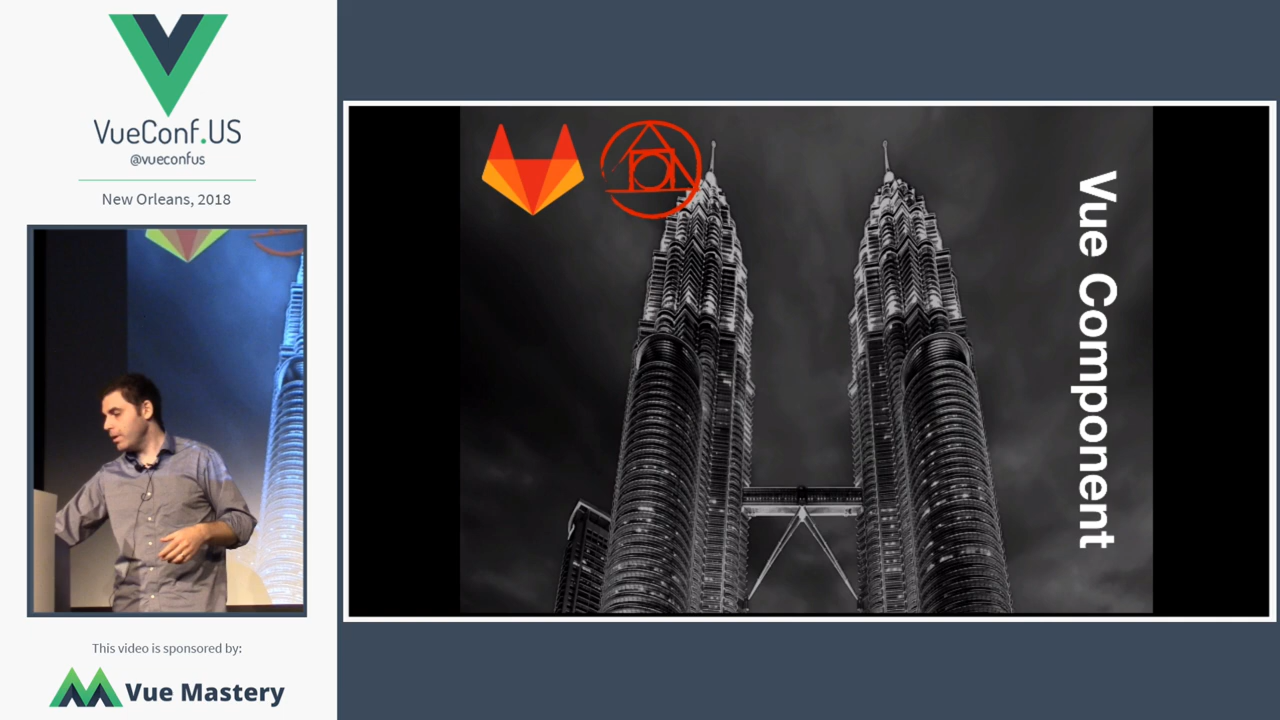 VueConf.US
@vueconfus
New Orleans, 2018
This video is sponsored by:
Vue Mastery
Vue Component